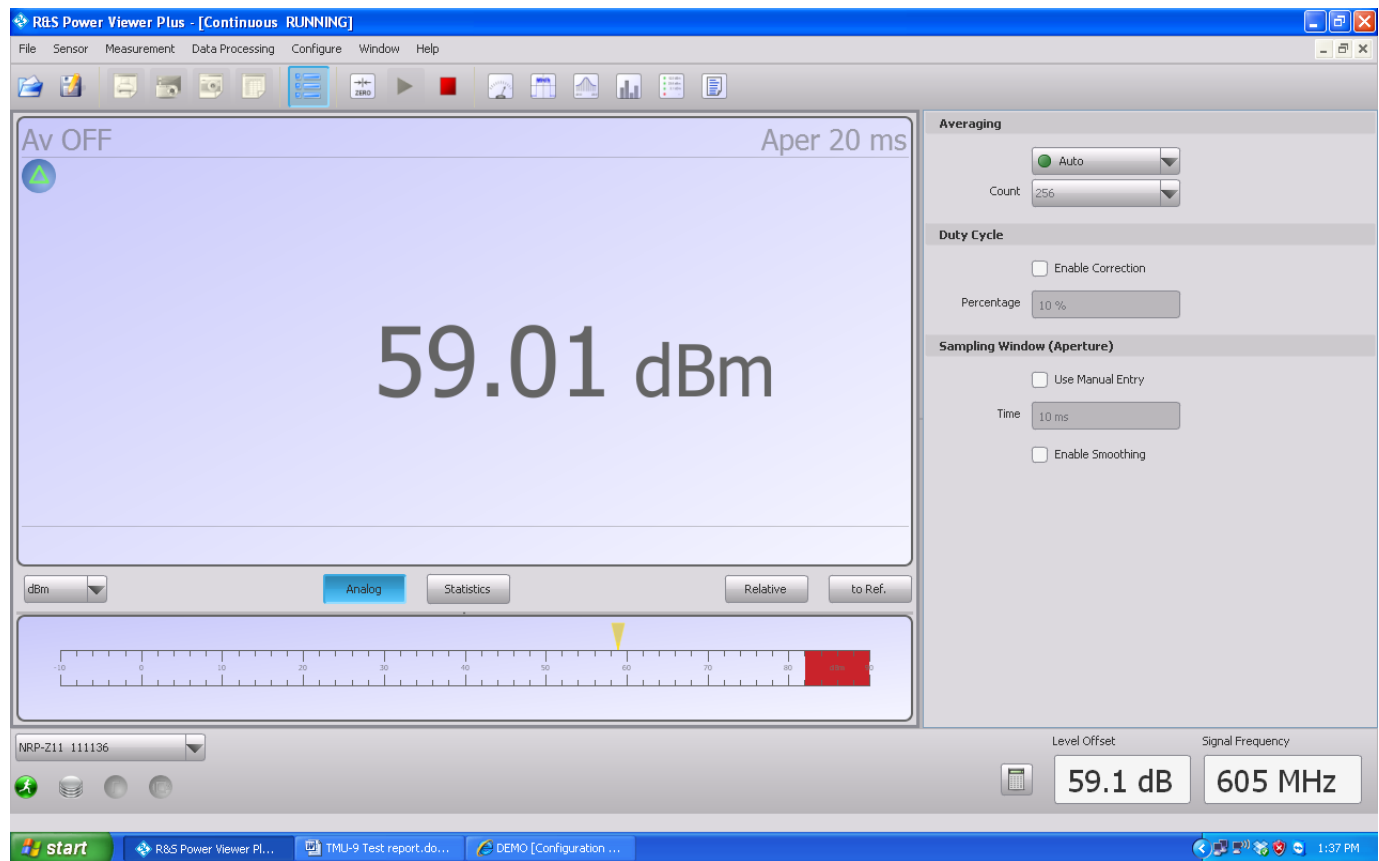 R&S Power Viewer Plus - [Continuous RUNNING]
File Sensor Measurement Data Processing Configure Window Help
ZERO
Av OFF Aper 20 ms
59.01 dBm
dBm Analog Statistics Relative to Ref.
-10 0 10 20 30 40 50 60 70 80 dBm 90
Averaging
Auto
Count 256
Duty Cycle
Enable Correction
Percentage 10 %
Sampling Window (Aperture)
Use Manual Entry
Time 10 ms
Enable Smoothing
NRP-Z11 111136
Level Offset Signal Frequency
59.1 dB 605 MHz
start R&S Power Viewer Pl... TMU-9 Test report.do... DEMO [Configuration ... 1:37 PM